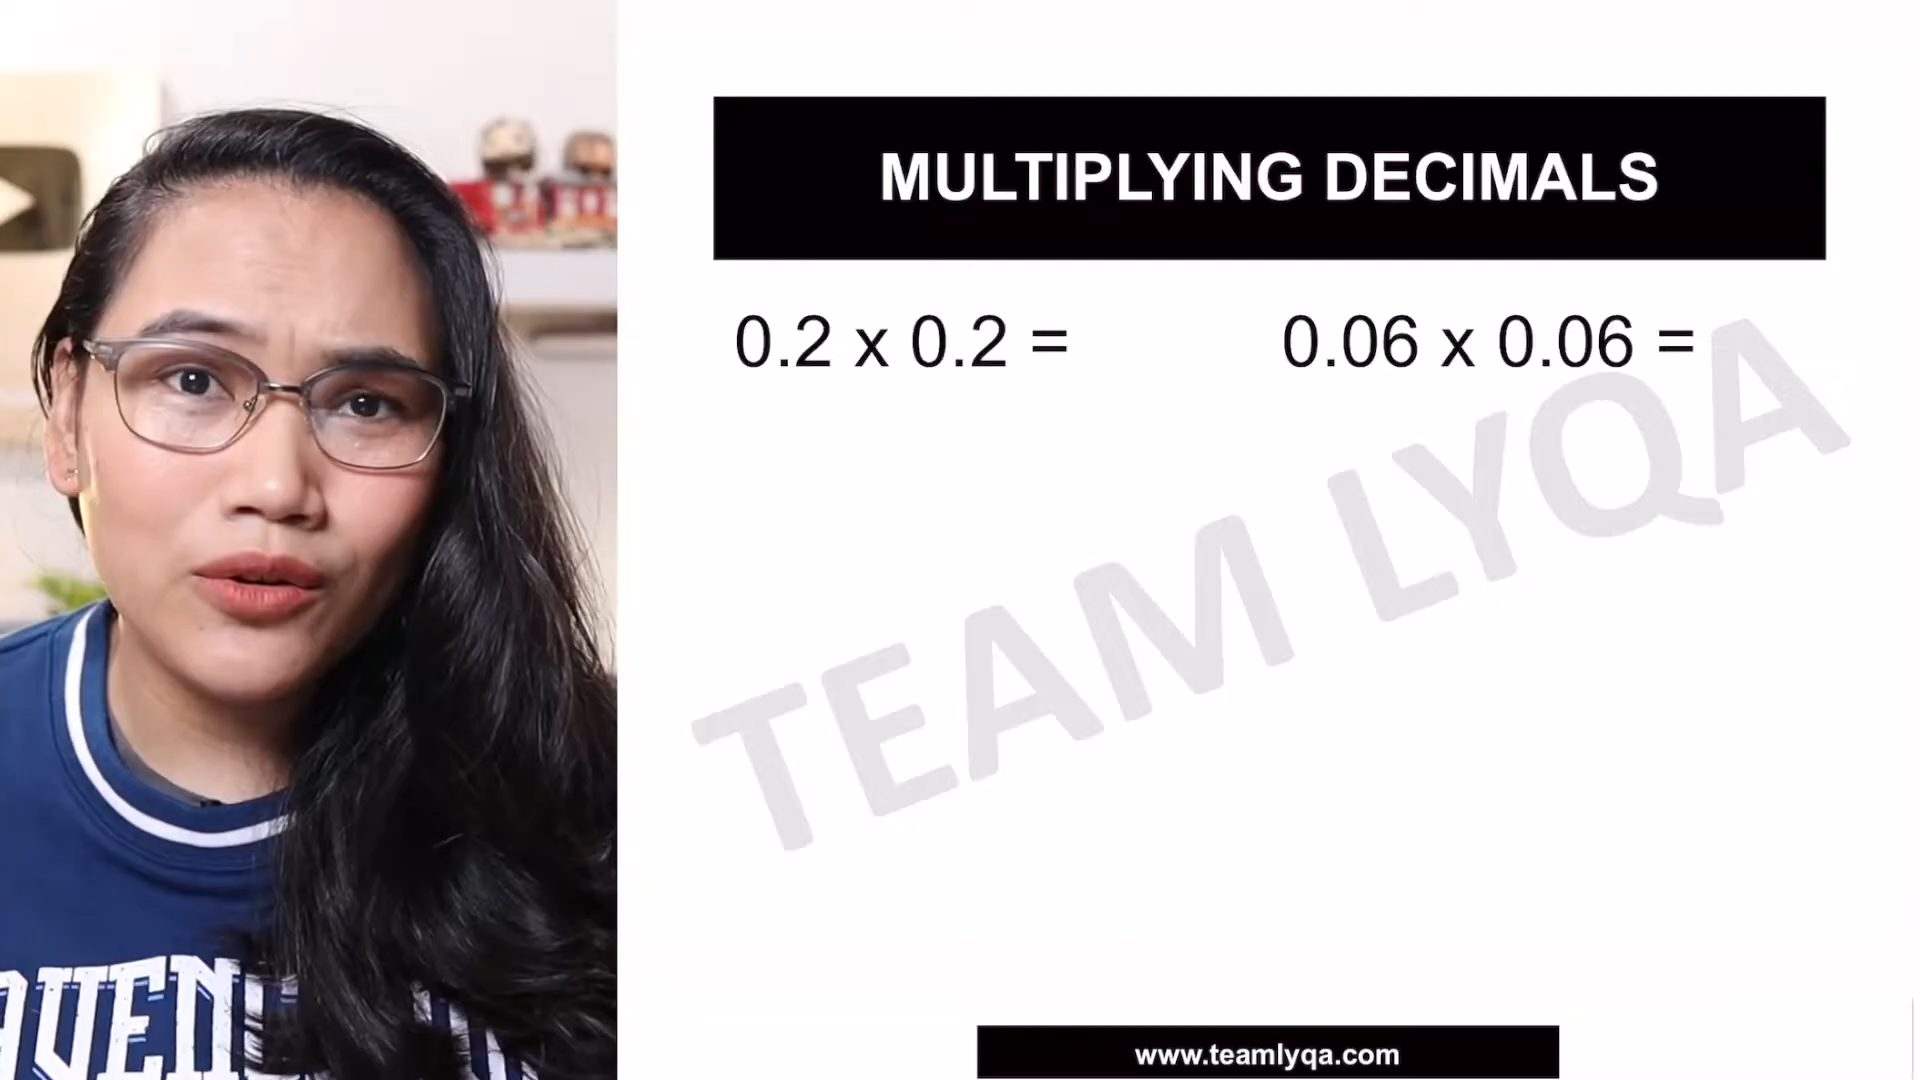 MULTIPLYING DECIMALS
0.2 x 0.2 =
0.06 x 0.06 =
TEAM LYQA
www.teamlyqa.com